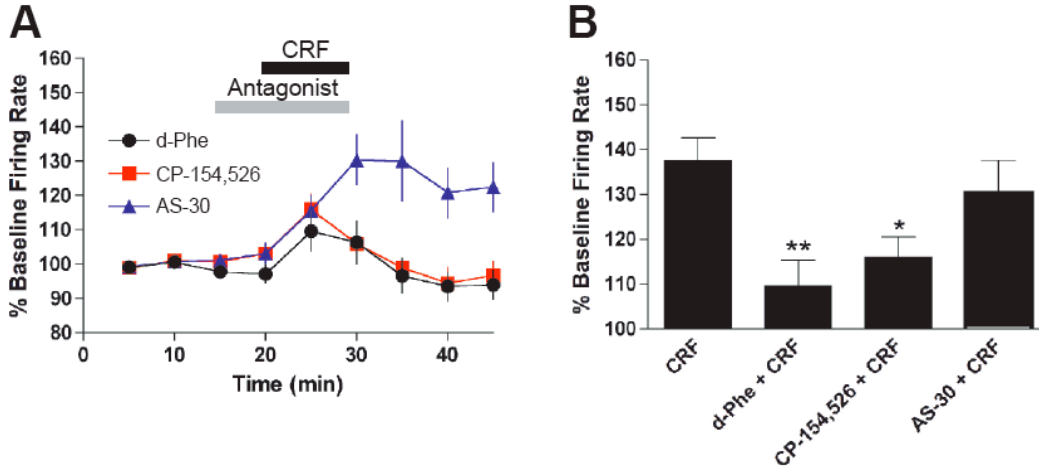 A
CRF
Antagonist
d-Phe
CP-154,526
AS-30
% Baseline Firing Rate
160
150
140
130
120
110
100
90
80
0
10
20
30
40
Time (min)
B
% Baseline Firing Rate
160
150
140
130
120
110
100
**
*
CRF
d-Phe + CRF
CP-154,526 + CRF
AS-30 + CRF